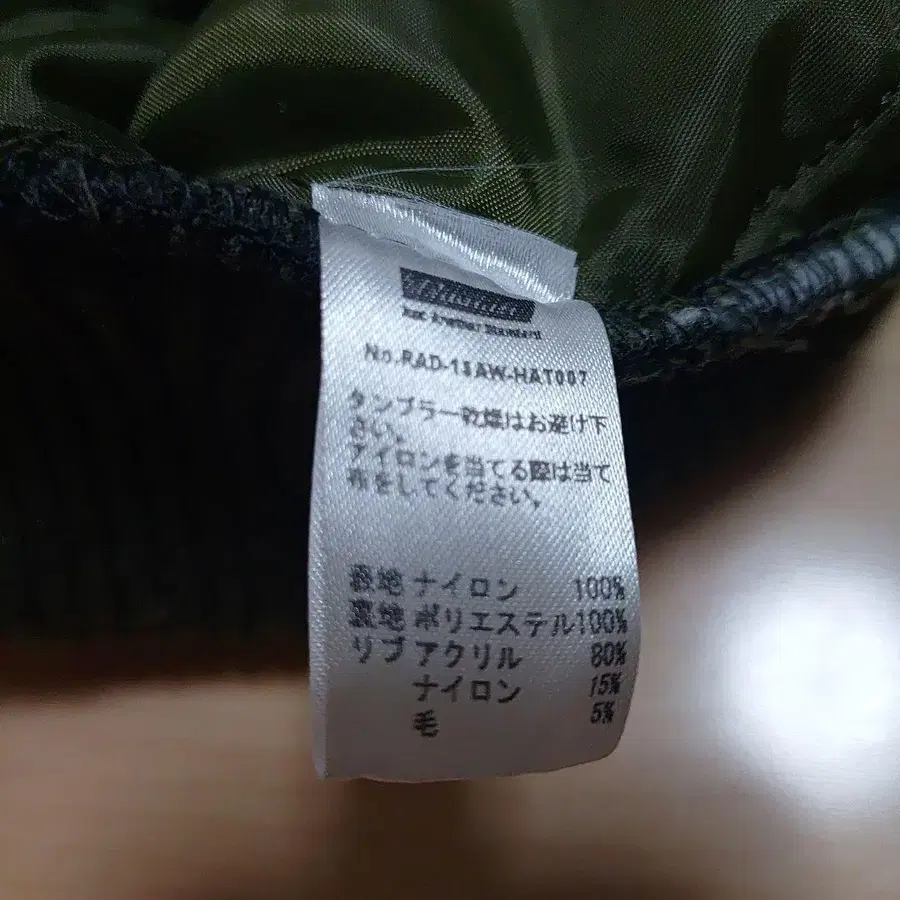 Just Another Standard
No.RAD-15AW-HAT007
タンブラー乾燥はお避け下
さい。
アイロンを当てる際は当て
布をしてください。
表地 ナイロン 100%
裏地 ポリエステル100%
リブ アクリル 80%
ナイロン 15%
毛 5%